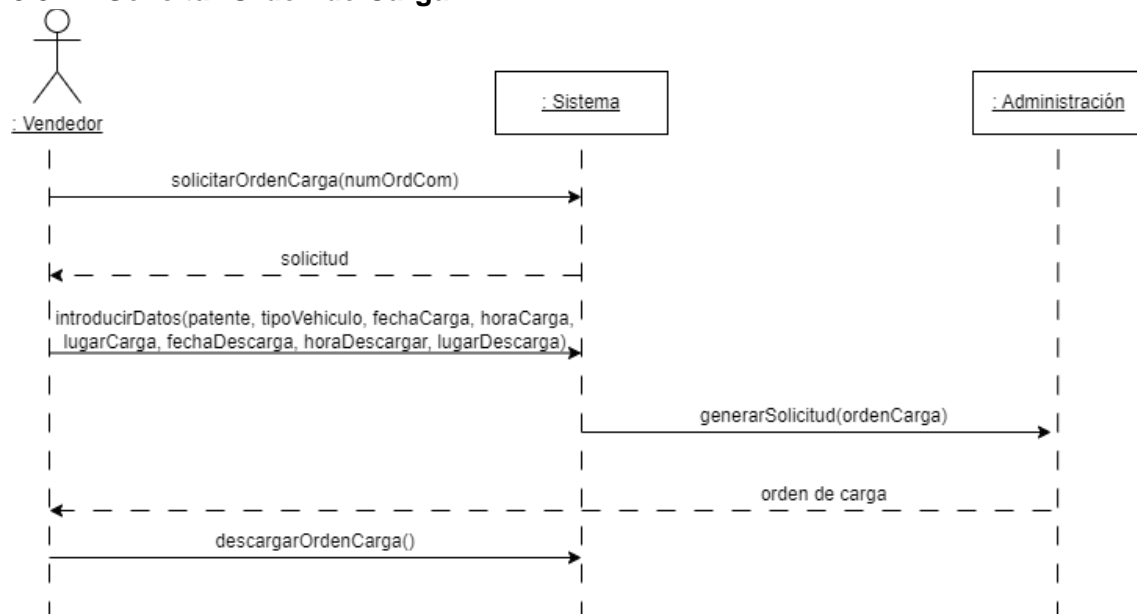 : Vendedor
: Sistema
: Administración
solicitarOrdenCarga(numOrdCom)
solicitud
introducirDatos(patente, tipoVehiculo, fechaCarga, horaCarga,
lugarCarga, fechaDescarga, horaDescargar, lugarDescarga)
generarSolicitud(ordenCarga)
orden de carga
descargarOrdenCarga()